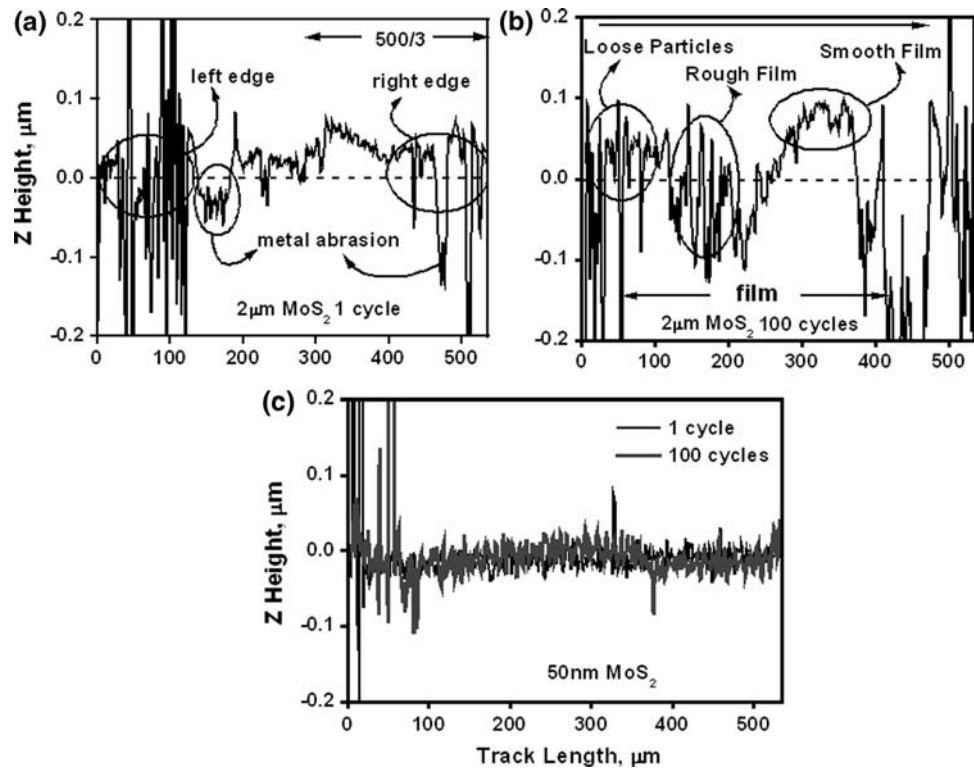 (a)
Z Height, µm
0.2
0.1
0.0
-0.1
-0.2
500/3
left edge
right edge
metal abrasion
2µm MoS₂ 1 cycle
0 100 200 300 400 500
(b)
0.2
0.1
0.0
-0.1
-0.2
Loose Particles
Rough Film
Smooth Film
film
2µm MoS₂ 100 cycles
0 100 200 300 400 500
(c)
Z Height, µm
0.2
0.1
0.0
-0.1
-0.2
1 cycle
100 cycles
50nm MoS₂
0 100 200 300 400 500
Track Length, µm